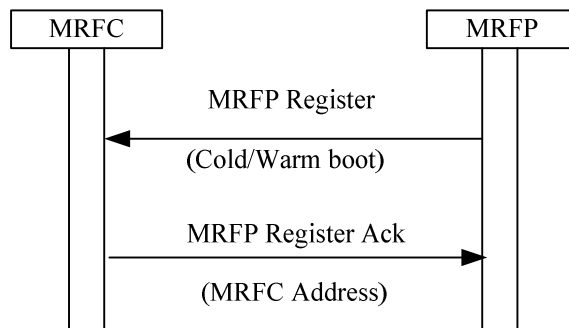 MRFC
MRFP
MRFP Register
(Cold/Warm boot)
MRFP Register Ack
(MRFC Address)